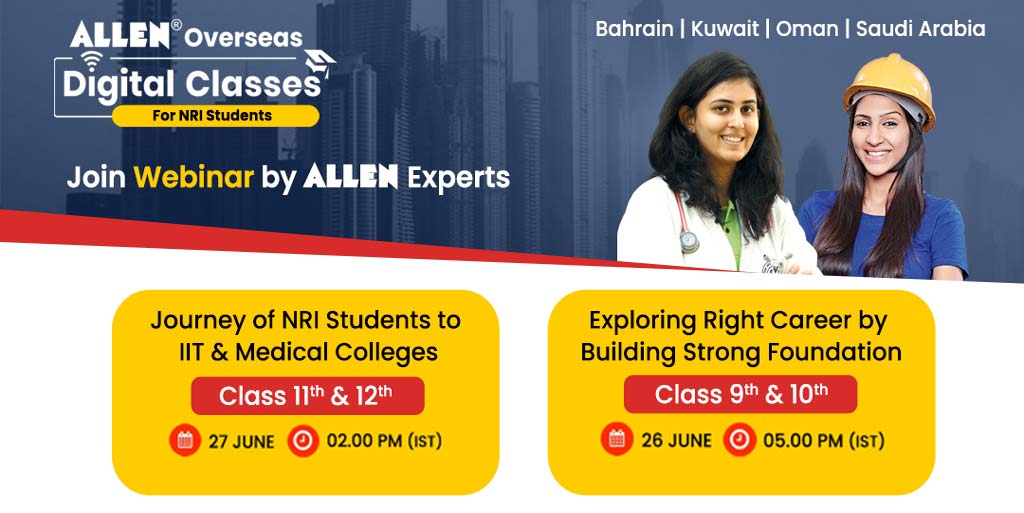 ALLEN® Overseas
Digital Classes
For NRI Students
Bahrain | Kuwait | Oman | Saudi Arabia
Join Webinar by ALLEN Experts
Journey of NRI Students to
IIT & Medical Colleges
Class 11th & 12th
27 JUNE 02.00 PM (IST)
Exploring Right Career by
Building Strong Foundation
Class 9th & 10th
26 JUNE 05.00 PM (IST)